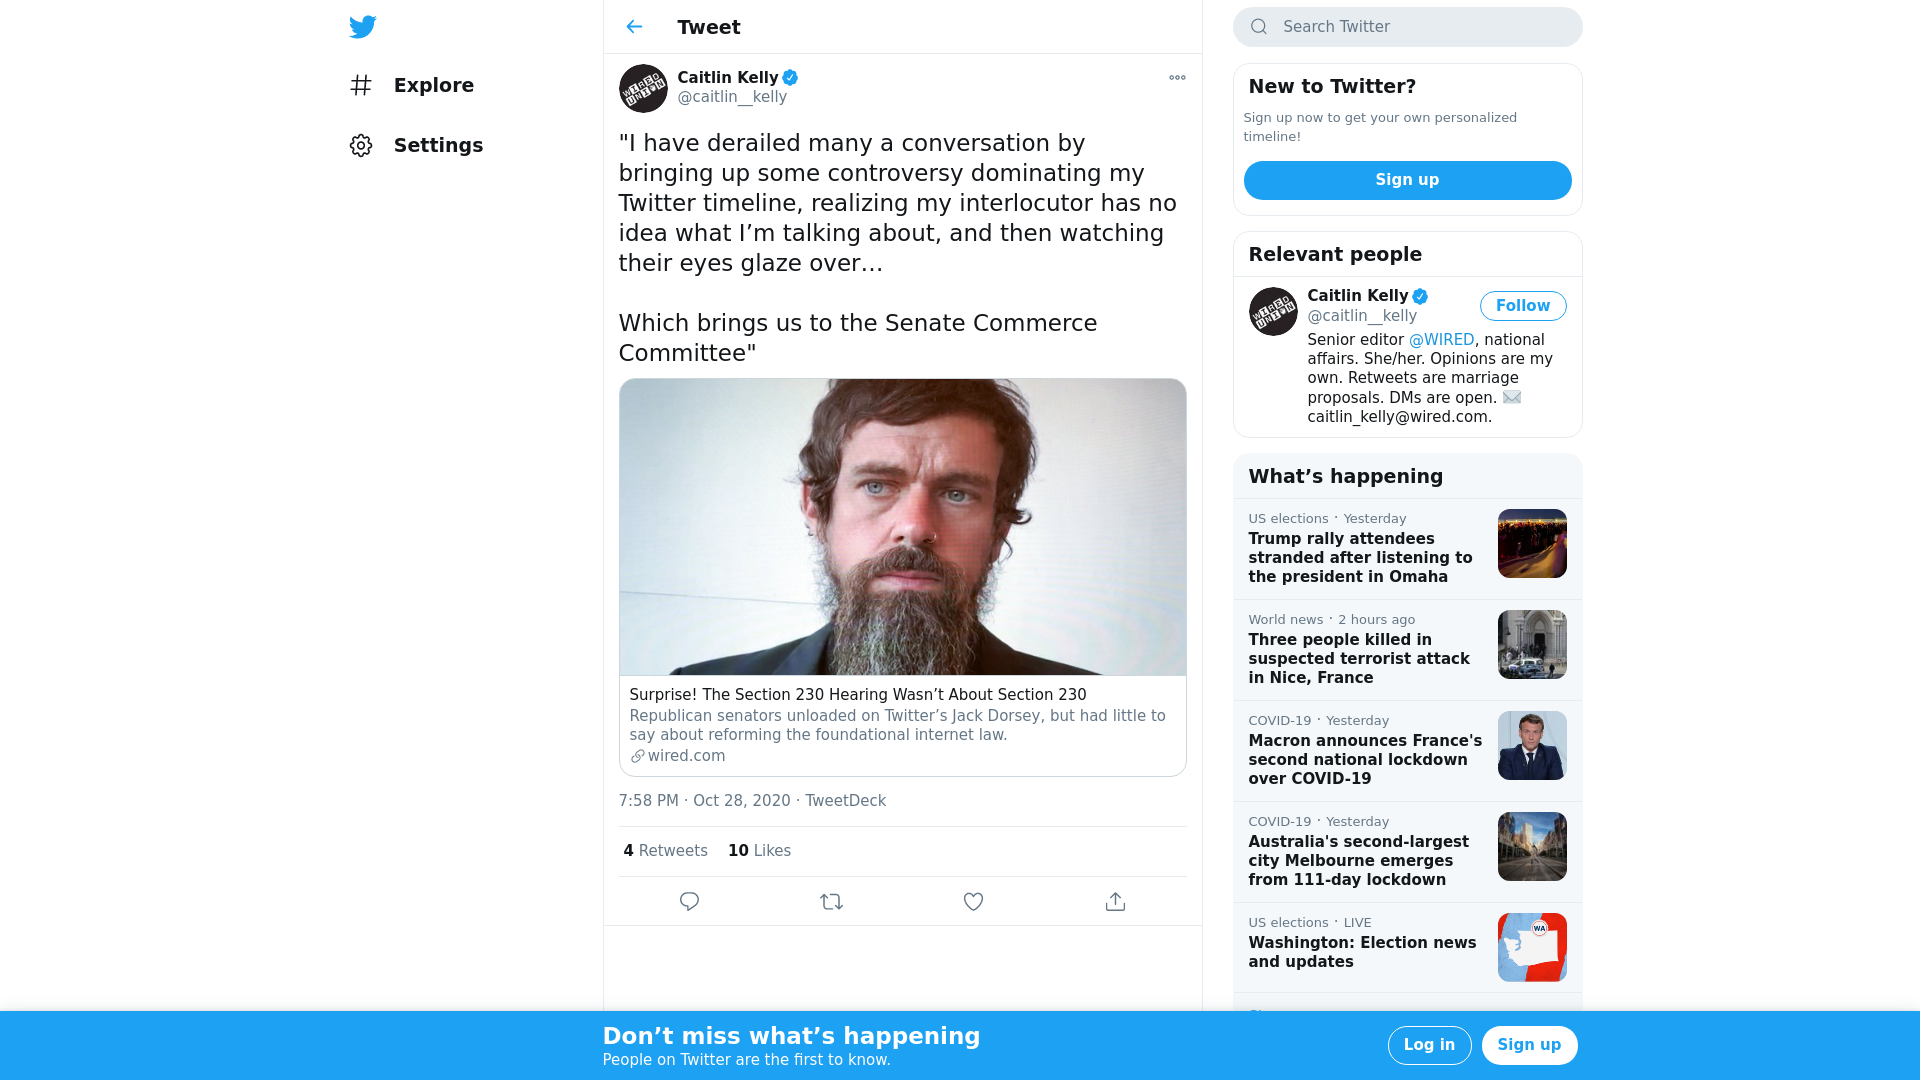 Explore
Settings
Tweet
WIRED
UNION
Caitlin Kelly
@caitlin__kelly
"I have derailed many a conversation by
bringing up some controversy dominating my
Twitter timeline, realizing my interlocutor has no
idea what I’m talking about, and then watching
their eyes glaze over…
Which brings us to the Senate Commerce
Committee"
Surprise! The Section 230 Hearing Wasn’t About Section 230
Republican senators unloaded on Twitter’s Jack Dorsey, but had little to
say about reforming the foundational internet law.
wired.com
7:58 PM · Oct 28, 2020 · TweetDeck
4 Retweets 10 Likes
Search Twitter
New to Twitter?
Sign up now to get your own personalized
timeline!
Sign up
Relevant people
WIRED
UNION
Caitlin Kelly
@caitlin__kelly
Follow
Senior editor @WIRED, national
affairs. She/her. Opinions are my
own. Retweets are marriage
proposals. DMs are open.
caitlin_kelly@wired.com.
What’s happening
US elections · Yesterday
Trump rally attendees
stranded after listening to
the president in Omaha
World news · 2 hours ago
Three people killed in
suspected terrorist attack
in Nice, France
COVID-19 · Yesterday
Macron announces France's
second national lockdown
over COVID-19
COVID-19 · Yesterday
Australia's second-largest
city Melbourne emerges
from 111-day lockdown
US elections · LIVE
Washington: Election news
and updates
WA
Don’t miss what’s happening
People on Twitter are the first to know.
Log in
Sign up